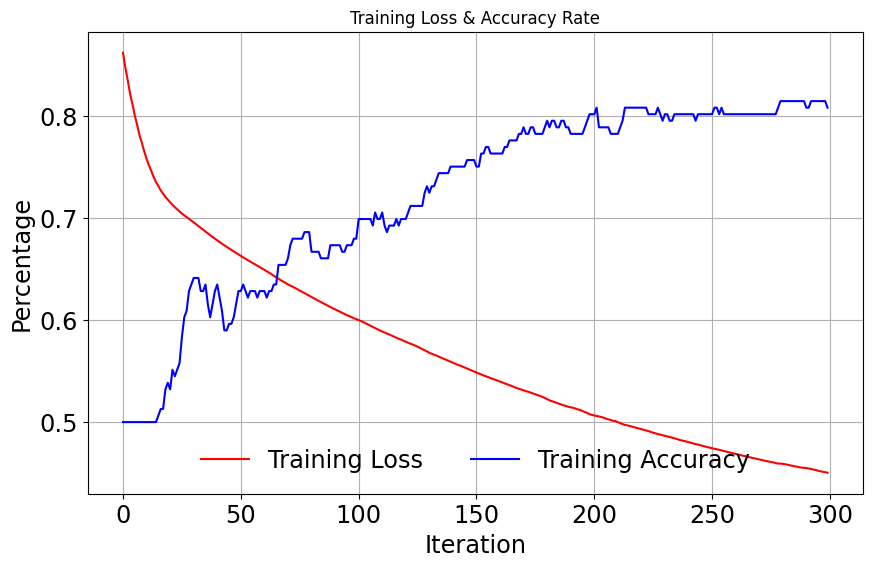 Training Loss & Accuracy Rate
Percentage
0.8
0.7
0.6
0.5
Training Loss Training Accuracy
0 50 100 150 200 250 300
Iteration